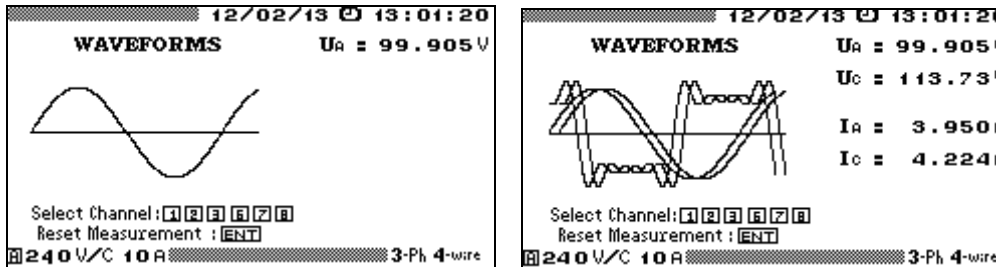 12/02/13 13:01:20
WAVEFORMS
UA = 99.905V
Select Channel: 1 2 3 6 7 8
Reset Measurement : ENT
A 240 V/C 10 A 3-Ph 4-wire
12/02/13 13:01:20
WAVEFORMS
UA = 99.905V
UC = 113.73V
IA = 3.950
IC = 4.224
Select Channel: 1 2 3 6 7 8
Reset Measurement : ENT
A 240 V/C 10 A 3-Ph 4-wire